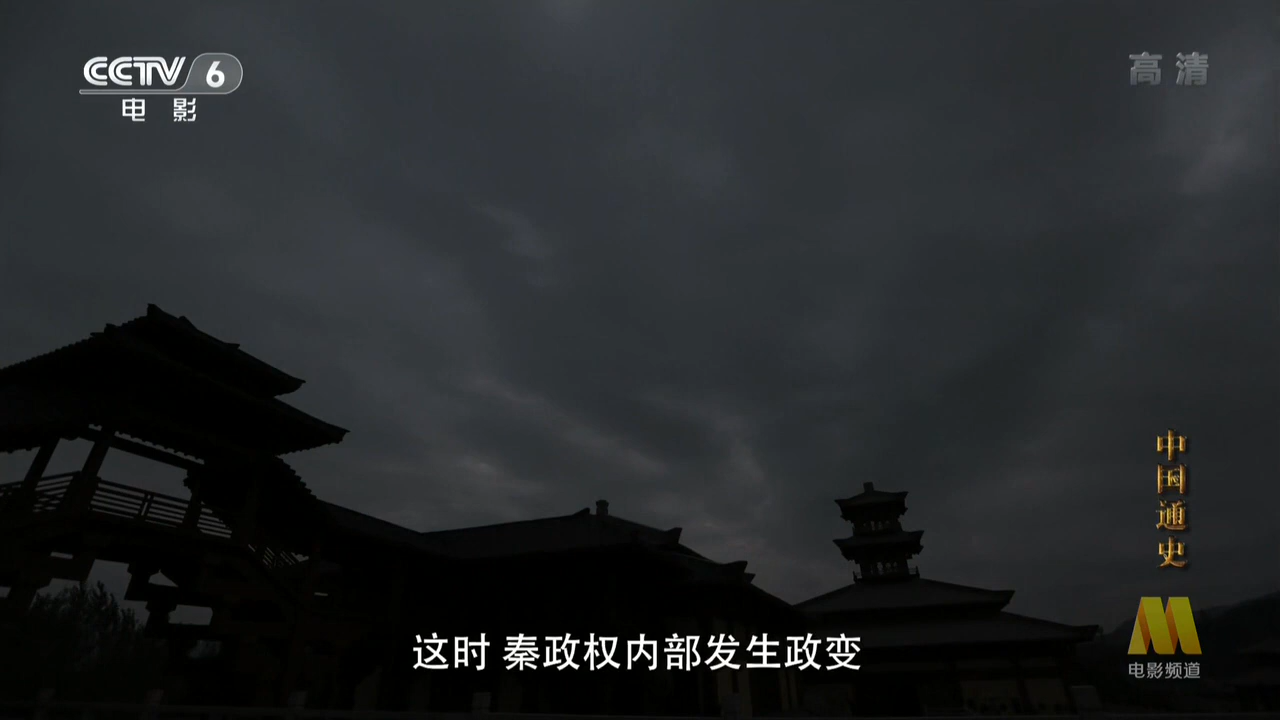 CCTV 6
电影
高清
中国通史
电影频道
这时 秦政权内部发生政变